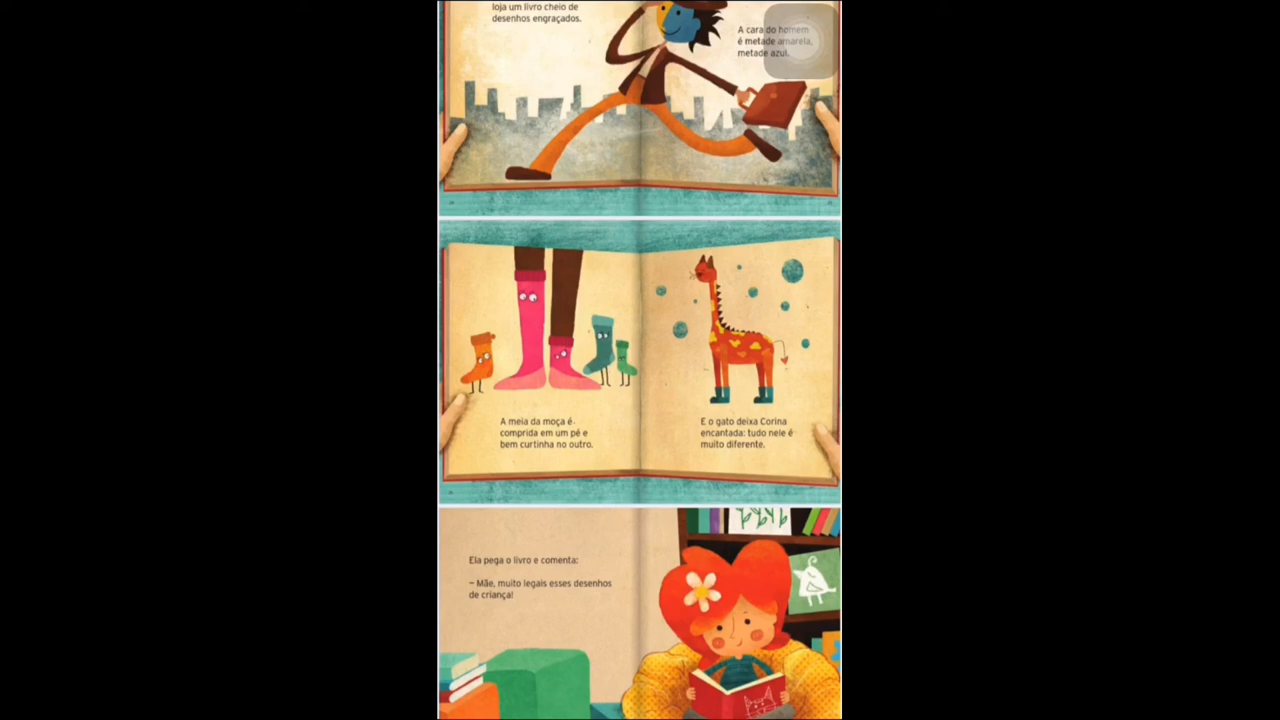 loja um livro cheio de
desenhos engraçados.
A cara do homem
é metade amarela,
metade azul.
A meia da moça é
comprida em um pé e
bem curtinha no outro.
E o gato deixa Corina
encantada: tudo nele é
muito diferente.
Ela pega o livro e comenta:
– Mãe, muito legais esses desenhos
de criança!